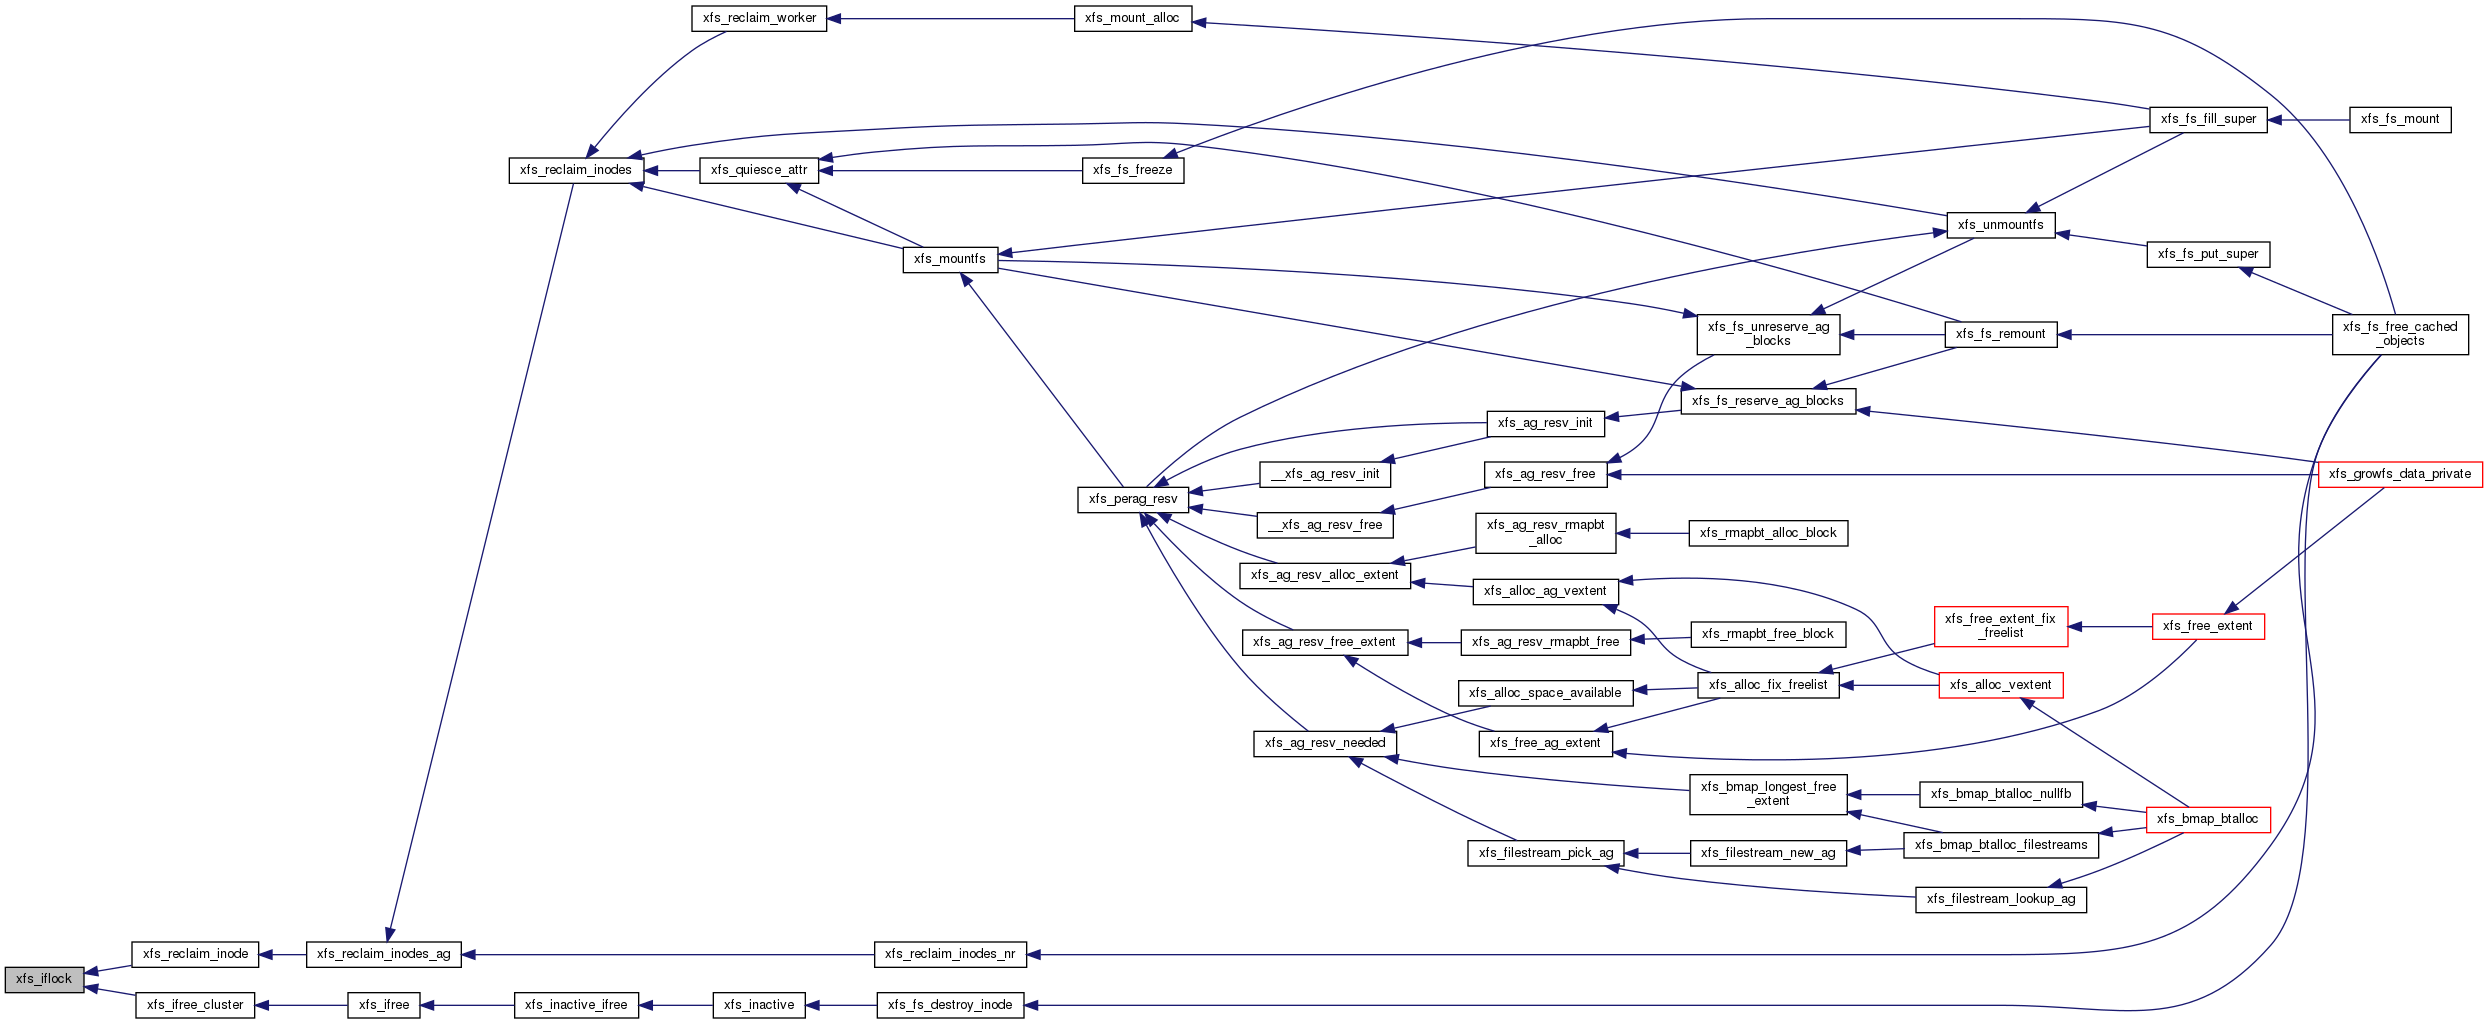 xfs_reclaim_worker
xfs_mount_alloc
xfs_fs_fill_super
xfs_fs_mount
xfs_reclaim_inodes
xfs_quiesce_attr
xfs_fs_freeze
xfs_unmountfs
xfs_mountfs
xfs_fs_put_super
xfs_fs_unreserve_ag
_blocks
xfs_fs_remount
xfs_fs_free_cached
_objects
xfs_fs_reserve_ag_blocks
xfs_ag_resv_init
__xfs_ag_resv_init
xfs_ag_resv_free
xfs_growfs_data_private
xfs_perag_resv
__xfs_ag_resv_free
xfs_ag_resv_rmapbt
_alloc
xfs_rmapbt_alloc_block
xfs_ag_resv_alloc_extent
xfs_alloc_ag_vextent
xfs_free_extent_fix
_freelist
xfs_free_extent
xfs_ag_resv_free_extent
xfs_ag_resv_rmapbt_free
xfs_rmapbt_free_block
xfs_alloc_space_available
xfs_alloc_fix_freelist
xfs_alloc_vextent
xfs_ag_resv_needed
xfs_free_ag_extent
xfs_bmap_longest_free
_extent
xfs_bmap_btalloc_nullfb
xfs_bmap_btalloc
xfs_filestream_pick_ag
xfs_filestream_new_ag
xfs_bmap_btalloc_filestreams
xfs_filestream_lookup_ag
xfs_iflock
xfs_reclaim_inode
xfs_reclaim_inodes_ag
xfs_reclaim_inodes_nr
xfs_ifree_cluster
xfs_ifree
xfs_inactive_ifree
xfs_inactive
xfs_fs_destroy_inode